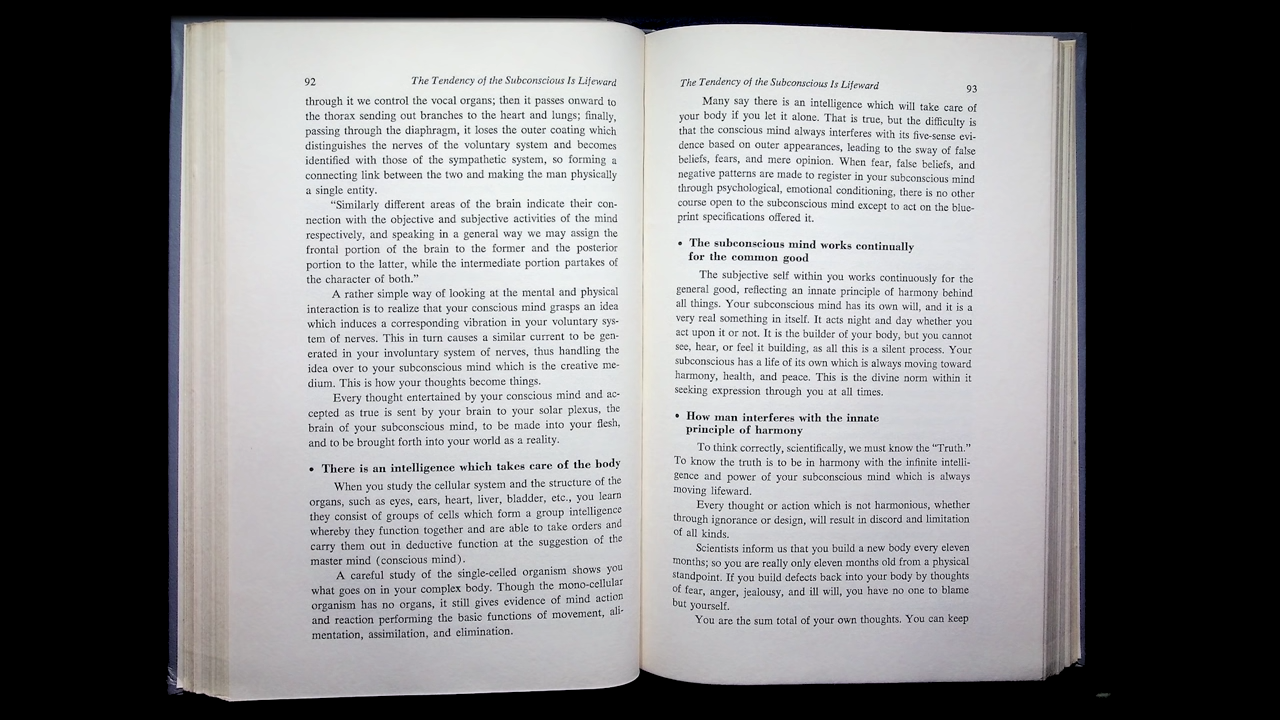 92
The Tendency of the Subconscious Is Lifeward
through it we control the vocal organs; then it passes onward to
the thorax sending out branches to the heart and lungs; finally,
passing through the diaphragm, it loses the outer coating which
distinguishes the nerves of the voluntary system and becomes
identified with those of the sympathetic system, so forming a
connecting link between the two and making the man physically
a single entity.
“Similarly different areas of the brain indicate their con-
nection with the objective and subjective activities of the mind
respectively, and speaking in a general way we may assign the
frontal portion of the brain to the former and the posterior
portion to the latter, while the intermediate portion partakes of
the character of both.”
A rather simple way of looking at the mental and physical
interaction is to realize that your conscious mind grasps an idea
which induces a corresponding vibration in your voluntary sys-
tem of nerves. This in turn causes a similar current to be gen-
erated in your involuntary system of nerves, thus handling the
idea over to your subconscious mind which is the creative me-
dium. This is how your thoughts become things.
Every thought entertained by your conscious mind and ac-
cepted as true is sent by your brain to your solar plexus, the
brain of your subconscious mind, to be made into your flesh,
and to be brought forth into your world as a reality.
• There is an intelligence which takes care of the body
When you study the cellular system and the structure of the
organs, such as eyes, ears, heart, liver, bladder, etc., you learn
they consist of groups of cells which form a group intelligence
whereby they function together and are able to take orders and
carry them out in deductive function at the suggestion of the
master mind (conscious mind).
A careful study of the single-celled organism shows you
what goes on in your complex body. Though the mono-cellular
organism has no organs, it still gives evidence of mind action
and reaction performing the basic functions of movement, ali-
mentation, assimilation, and elimination.
The Tendency of the Subconscious Is Lifeward
93
Many say there is an intelligence which will take care of
your body if you let it alone. That is true, but the difficulty is
that the conscious mind always interferes with its five-sense evi-
dence based on outer appearances, leading to the sway of false
beliefs, fears, and mere opinion. When fear, false beliefs, and
negative patterns are made to register in your subconscious mind
through psychological, emotional conditioning, there is no other
course open to the subconscious mind except to act on the blue-
print specifications offered it.
• The subconscious mind works continually
for the common good
The subjective self within you works continuously for the
general good, reflecting an innate principle of harmony behind
all things. Your subconscious mind has its own will, and it is a
very real something in itself. It acts night and day whether you
act upon it or not. It is the builder of your body, but you cannot
see, hear, or feel it building, as all this is a silent process. Your
subconscious has a life of its own which is always moving toward
harmony, health, and peace. This is the divine norm within it
seeking expression through you at all times.
• How man interferes with the innate
principle of harmony
To think correctly, scientifically, we must know the “Truth.”
To know the truth is to be in harmony with the infinite intelli-
gence and power of your subconscious mind which is always
moving lifeward.
Every thought or action which is not harmonious, whether
through ignorance or design, will result in discord and limitation
of all kinds.
Scientists inform us that you build a new body every eleven
months; so you are really only eleven months old from a physical
standpoint. If you build defects back into your body by thoughts
of fear, anger, jealousy, and ill will, you have no one to blame
but yourself.
You are the sum total of your own thoughts. You can keep